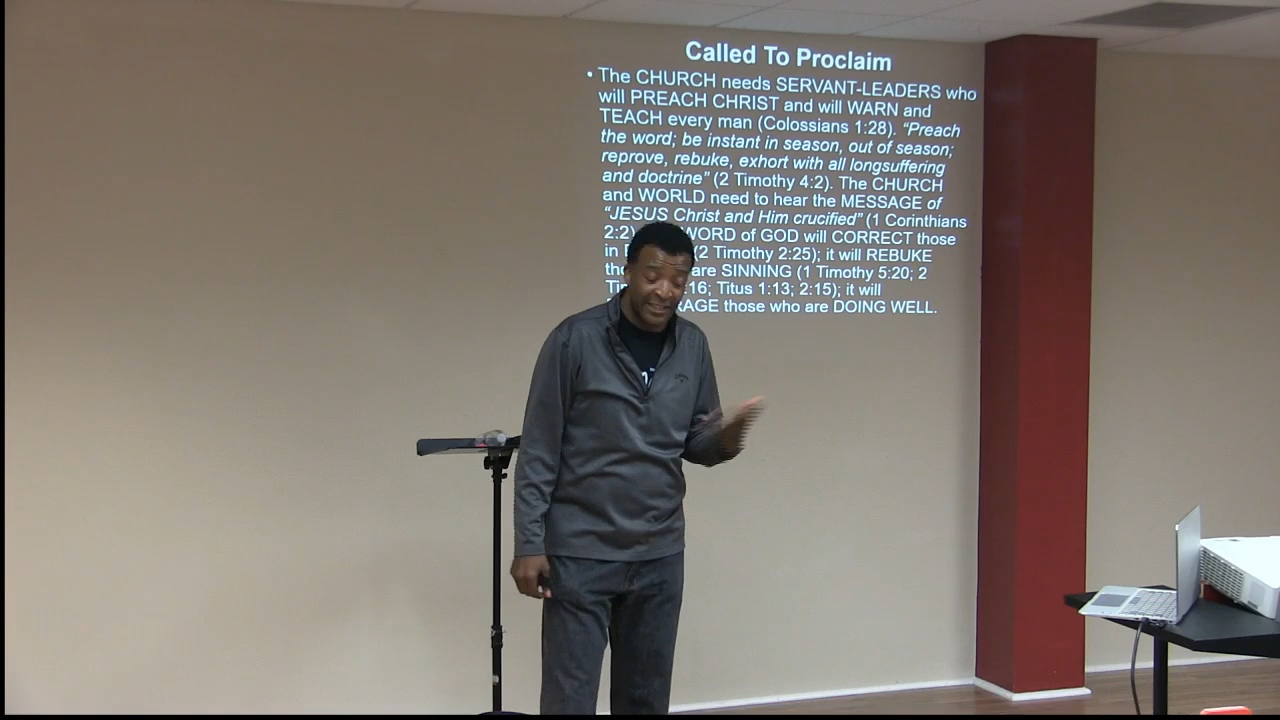 Called To Proclaim
• The CHURCH needs SERVANT-LEADERS who
will PREACH CHRIST and will WARN and
TEACH every man (Colossians 1:28). “Preach
the word; be instant in season, out of season;
reprove, rebuke, exhort with all longsuffering
and doctrine” (2 Timothy 4:2). The CHURCH
and WORLD need to hear the MESSAGE of
“JESUS Christ and Him crucified” (1 Corinthians
2:2) WORD of GOD will CORRECT those
in (2 Timothy 2:25); it will REBUKE
are SINNING (1 Timothy 5:20; 2
:16; Titus 1:13; 2:15); it will
those who are DOING WELL.